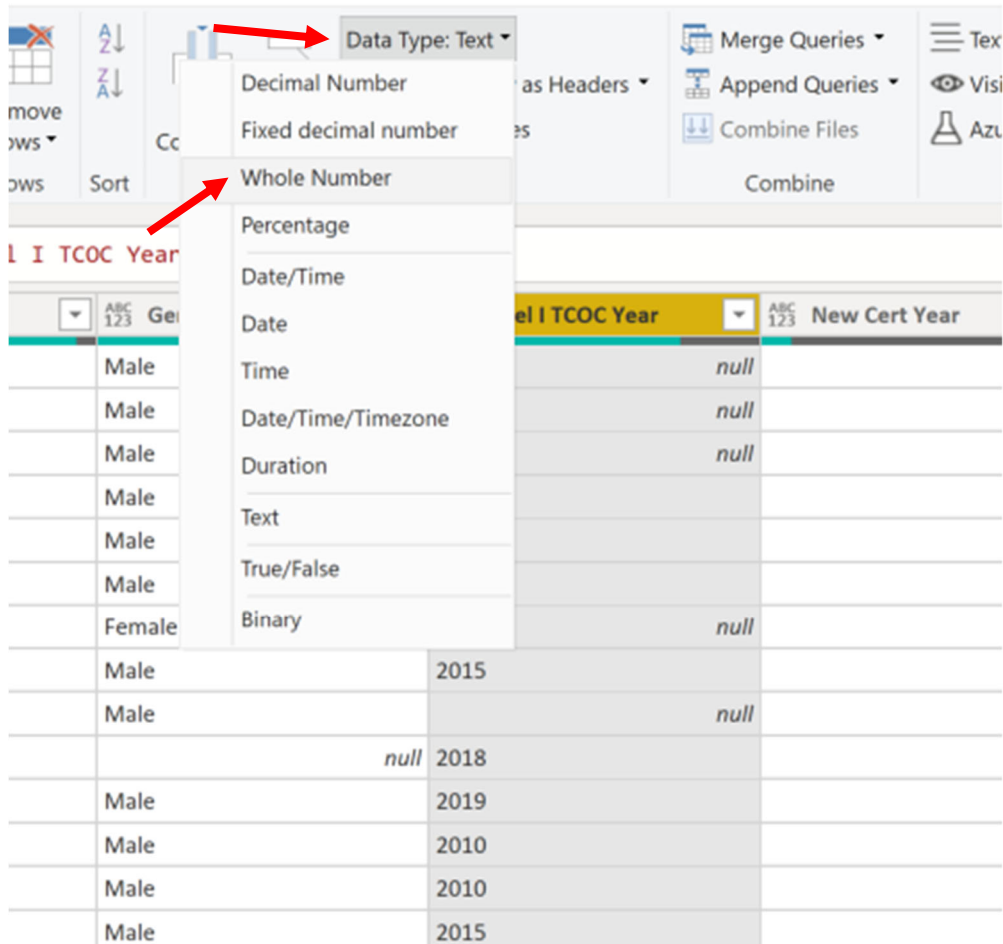 A
Z
Z
A
Data Type: Text
Merge Queries
Tex
Decimal Number
as Headers
Append Queries
Visi
move
Fixed decimal number
es
Combine Files
Azu
ows
Co
Whole Number
ows
Sort
Combine
Percentage
l I TCOC Year
Date/Time
ABC
123 Ge
Date
el I TCOC Year
ABC
123 New Cert Year
Male
Time
null
Male
Date/Time/Timezone
null
Male
Duration
null
Male
Text
Male
True/False
Male
Binary
Female
null
Male
2015
Male
null
null
2018
Male
2019
Male
2010
Male
2010
Male
2015